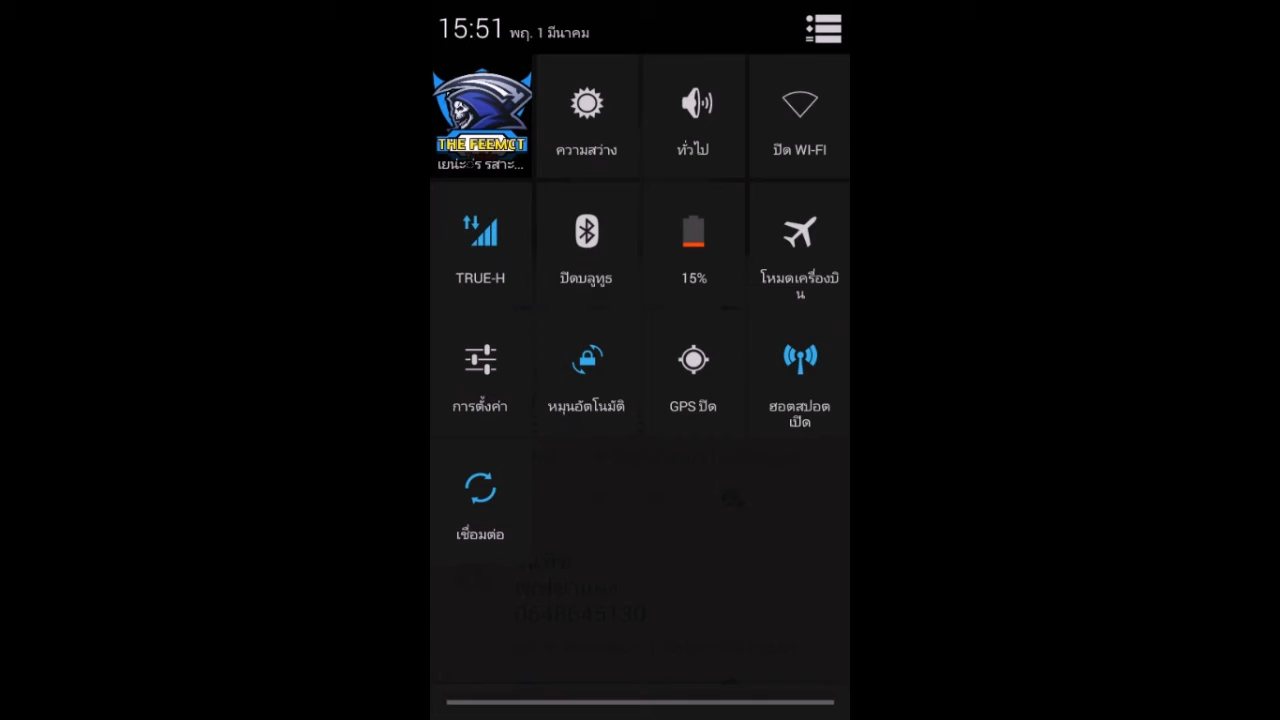 15:51 พฤ. 1 มีนาคม
THE FEEMCT
ความสว่าง
ทั่วไป
ปิด WI-FI
TRUE-H
ปิดบลูทูธ
15%
โหมดเครื่องบิ
น
การตั้งค่า
หมุนอัตโนมัติ
GPS ปิด
ฮอตสปอต
เปิด
เชื่อมต่อ
0648645130